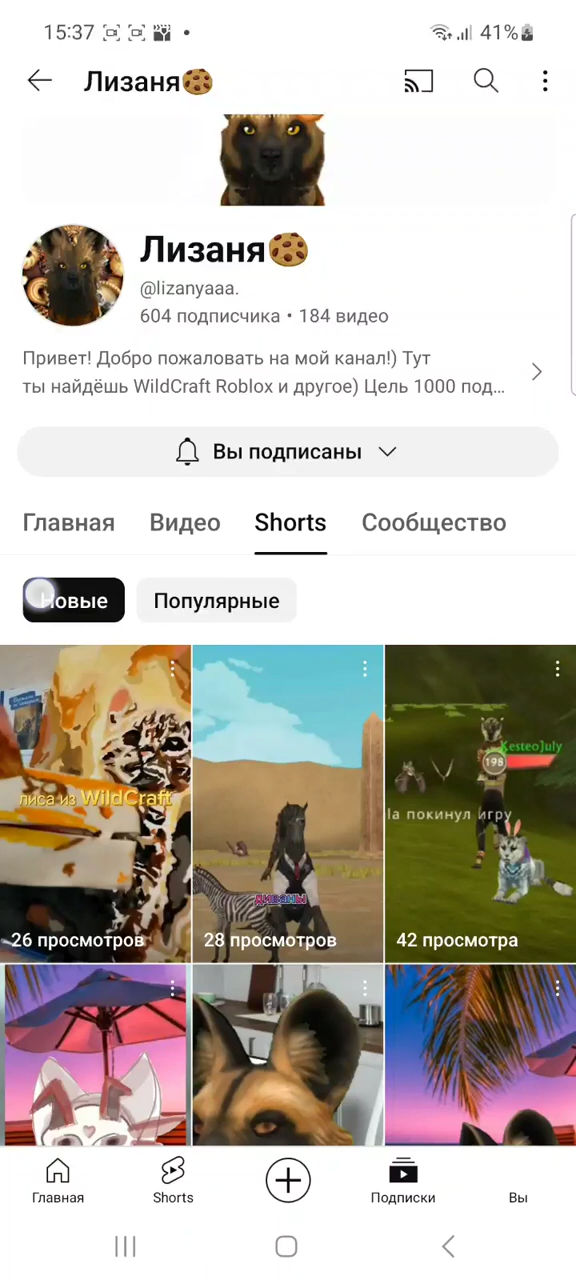 15:37
41%
Лизаня🍪
Лизаня🍪
@lizanyaaa.
604 подписчика • 184 видео
Привет! Добро пожаловать на мой канал!) Тут
ты найдёшь WildCraft Roblox и другое) Цель 1000 под...
Вы подписаны
Главная Видео Shorts Сообщество
Новые Популярные
лиса из WildCraft
KesteoJuly
198
la покинул игру
диваны
26 просмотров 28 просмотров 42 просмотра
Главная Shorts Подписки Вы